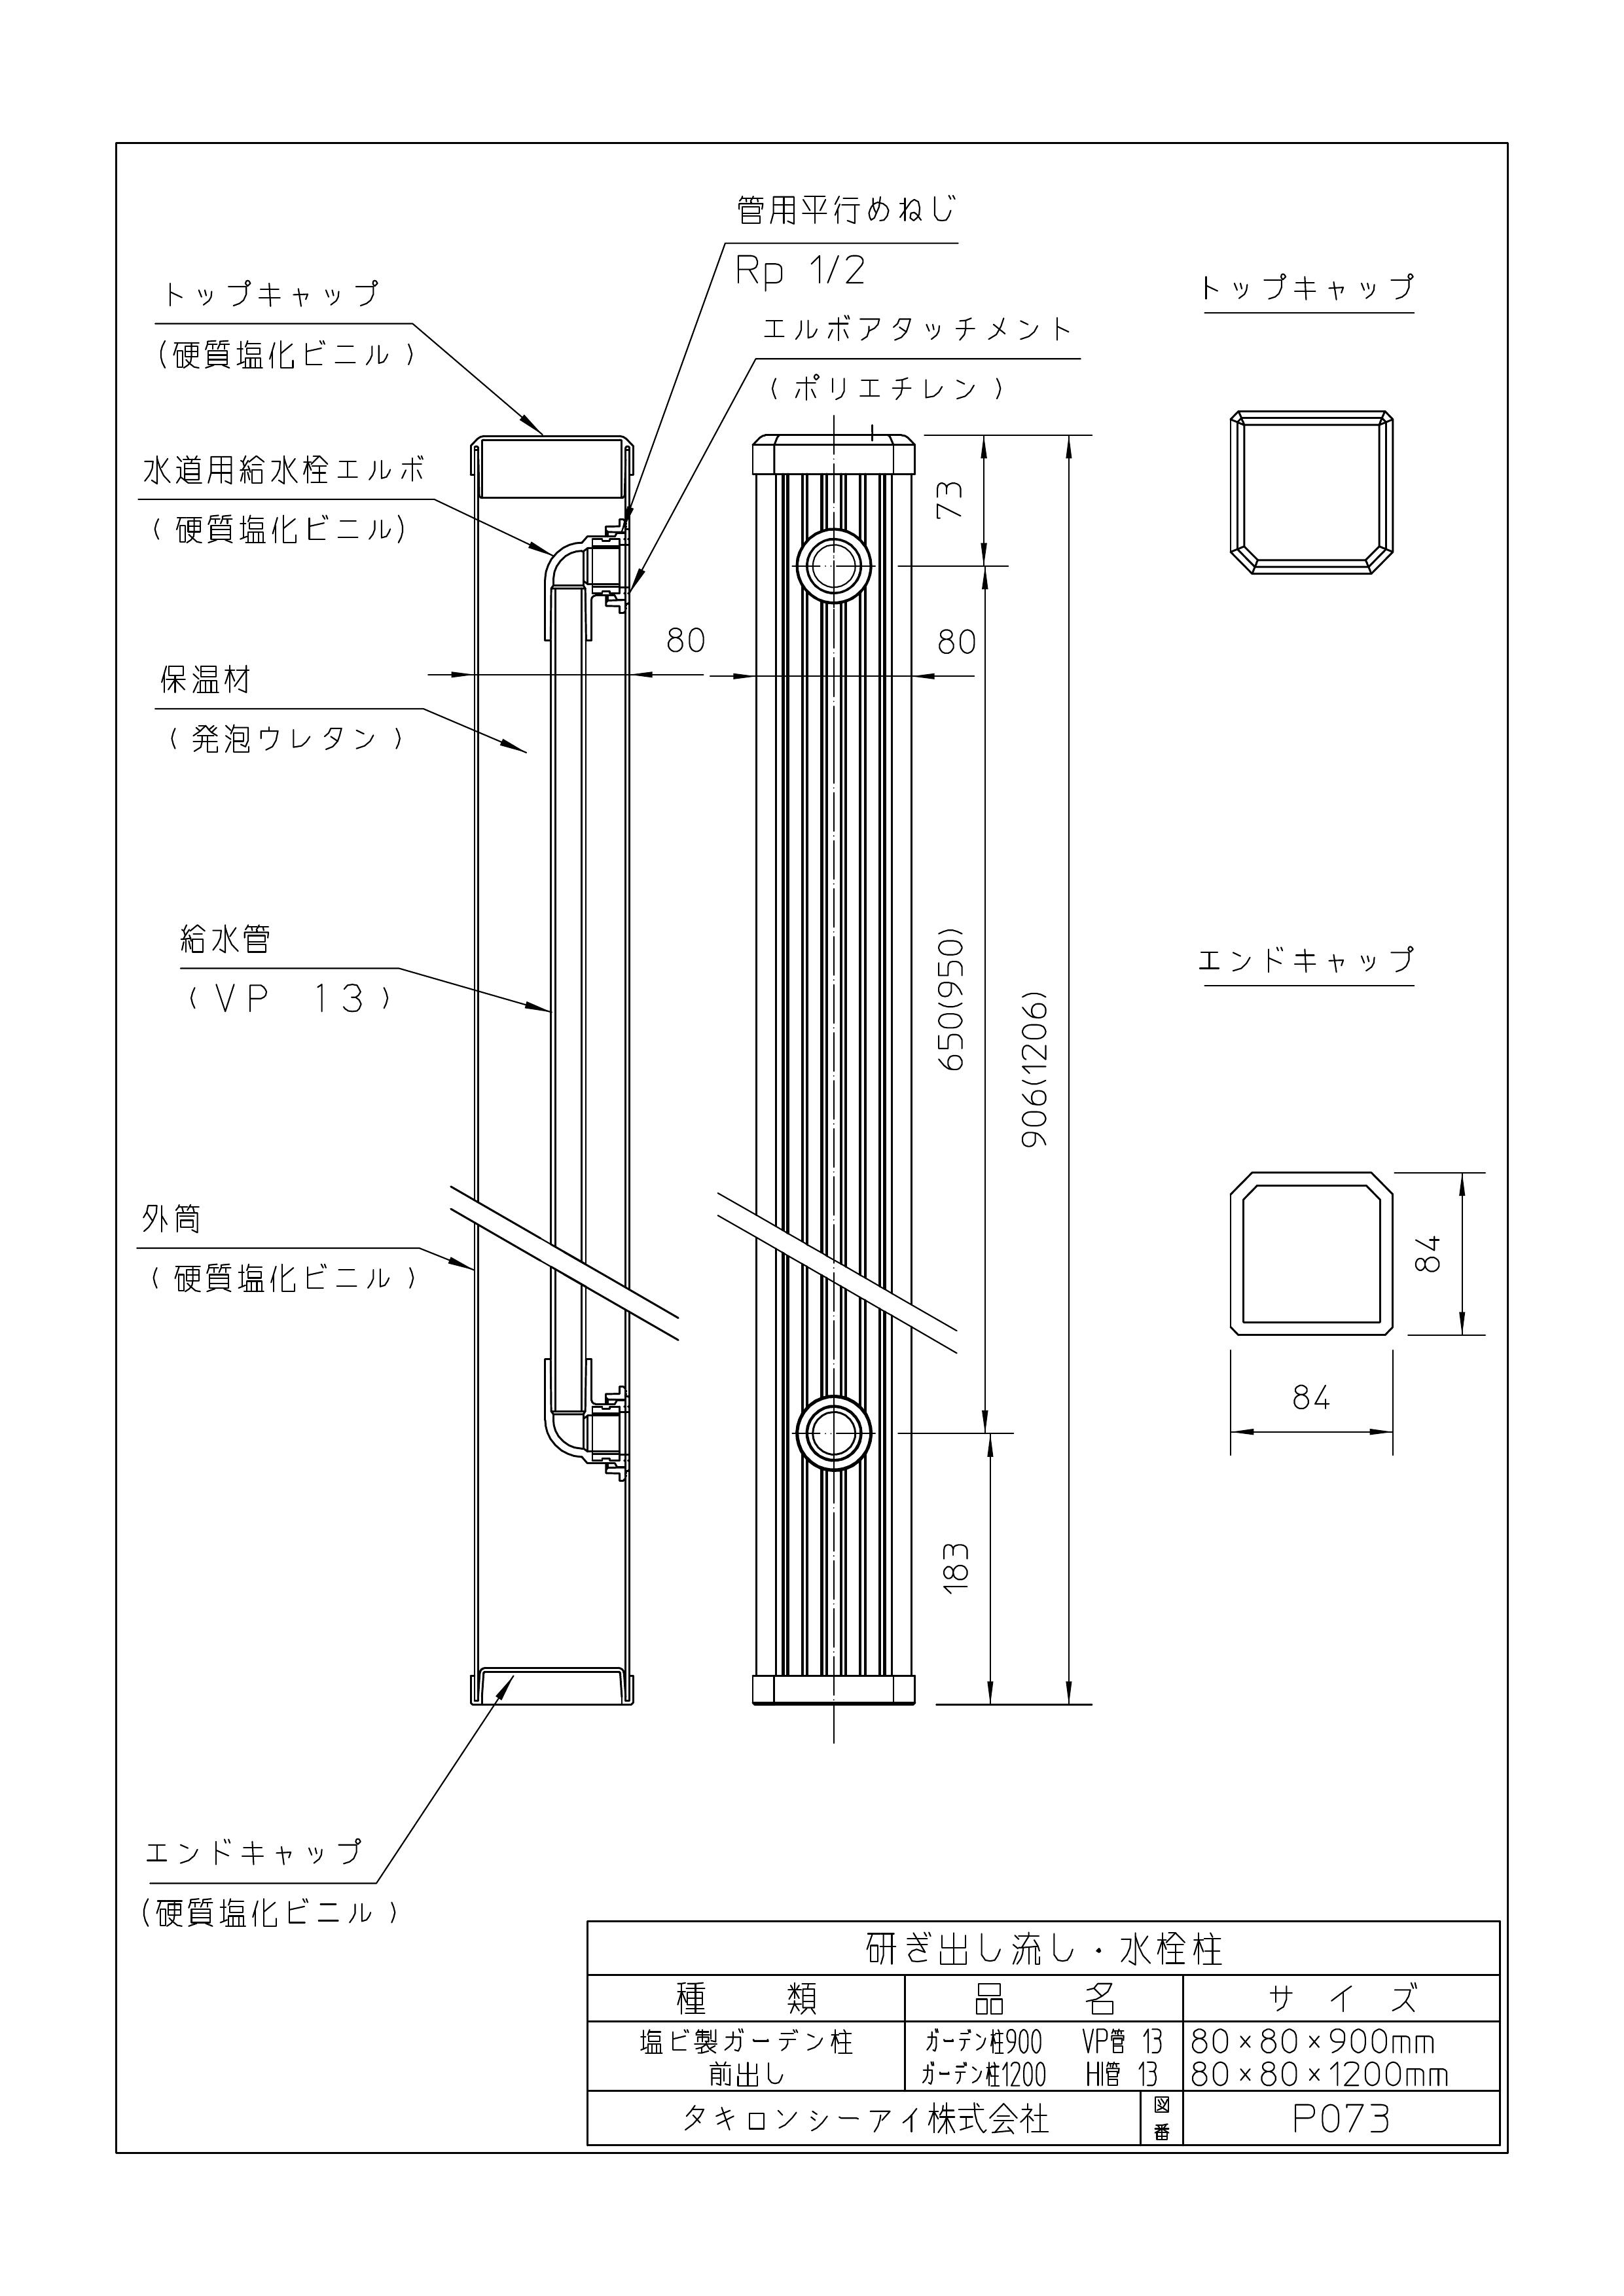 管用平行めねじ
Rp 1/2
トップキャップ
(硬質塩化ビニル)
エルボアタッチメント
(ポリエチレン)
トップキャップ
水道用給水栓エルボ
(硬質塩化ビニル)
73
80
80
保温材
(発泡ウレタン)
給水管
(VP 13)
650(950)
906(1206)
エンドキャップ
外筒
(硬質塩化ビニル)
84
84
183
エンドキャップ
(硬質塩化ビニル)
研ぎ出し流し・水栓柱
種 類 品 名 サイズ
塩ビ製ガーデン柱 ガーデン柱900 VP管 13 80×80×900mm
前出し ガーデン柱1200 HI管 13 80×80×1200mm
タキロンシーアイ株式会社 図番 P073